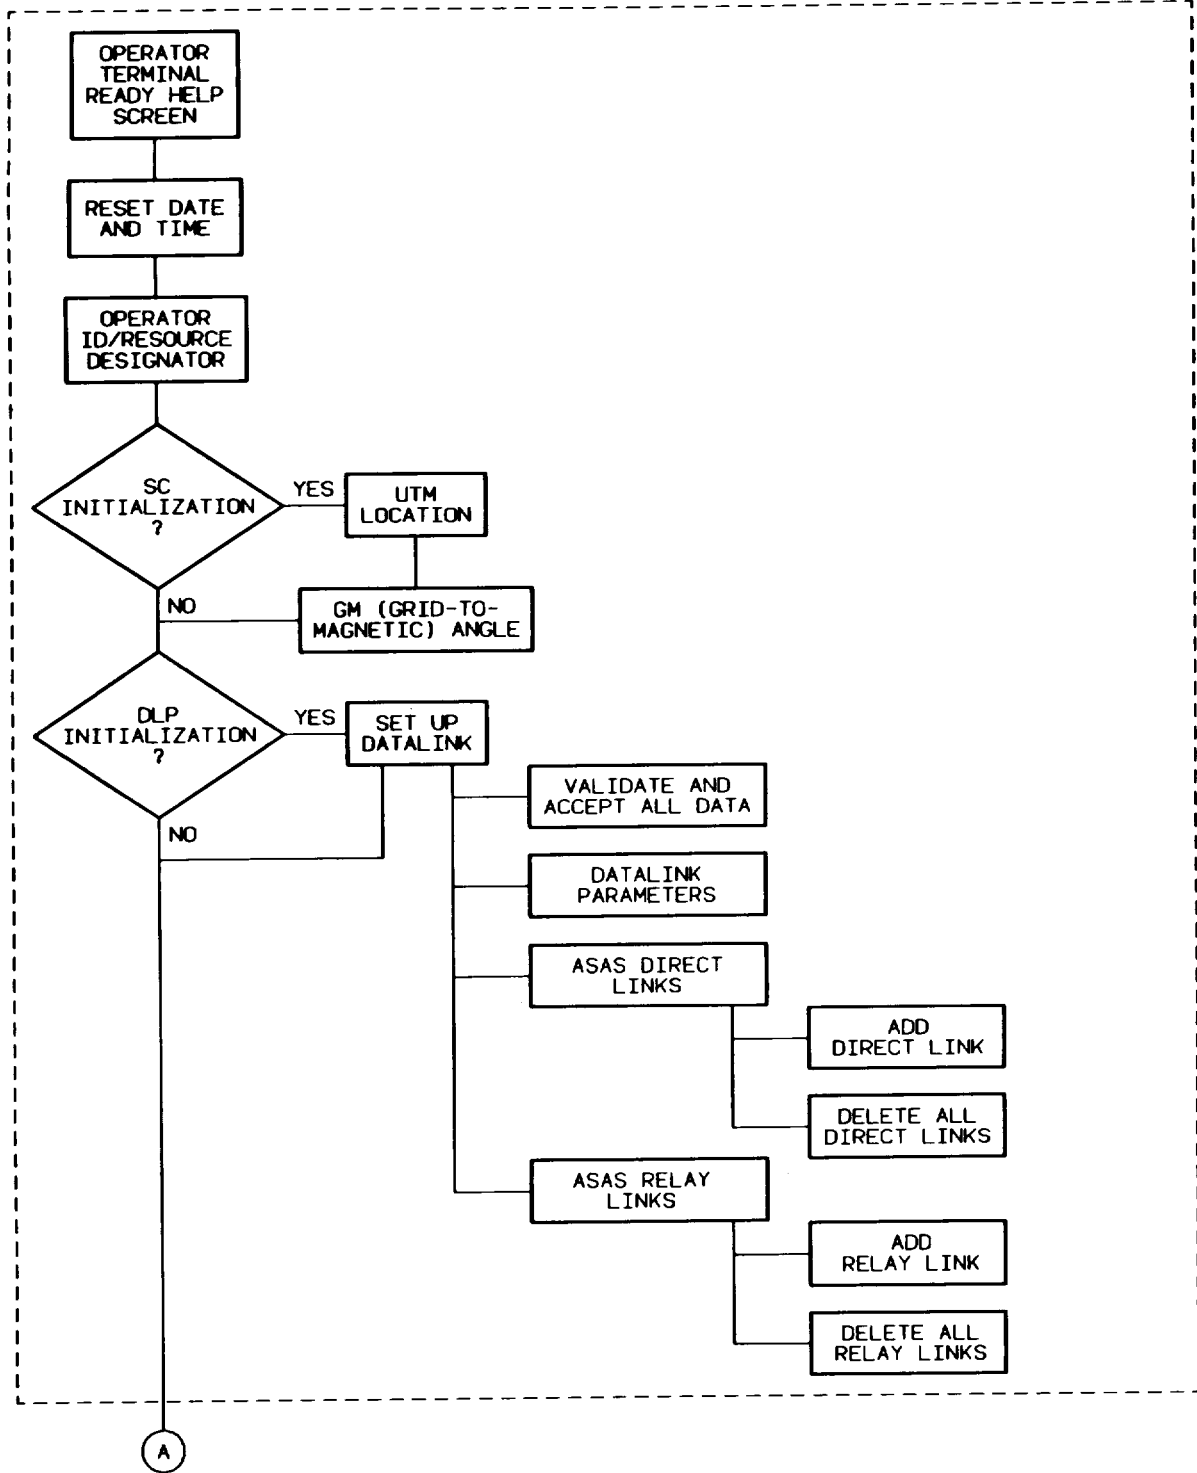 OPERATOR
TERMINAL
READY HELP
SCREEN
RESET DATE
AND TIME
OPERATOR
ID/RESOURCE
DESIGNATOR
SC
INITIALIZATION
?
YES
UTM
LOCATION
NO
GM (GRID-TO-
MAGNETIC) ANGLE
DLP
INITIALIZATION
?
YES
SET UP
DATALINK
NO
VALIDATE AND
ACCEPT ALL DATA
DATALINK
PARAMETERS
ASAS DIRECT
LINKS
ADD
DIRECT LINK
DELETE ALL
DIRECT LINKS
ASAS RELAY
LINKS
ADD
RELAY LINK
DELETE ALL
RELAY LINKS
A